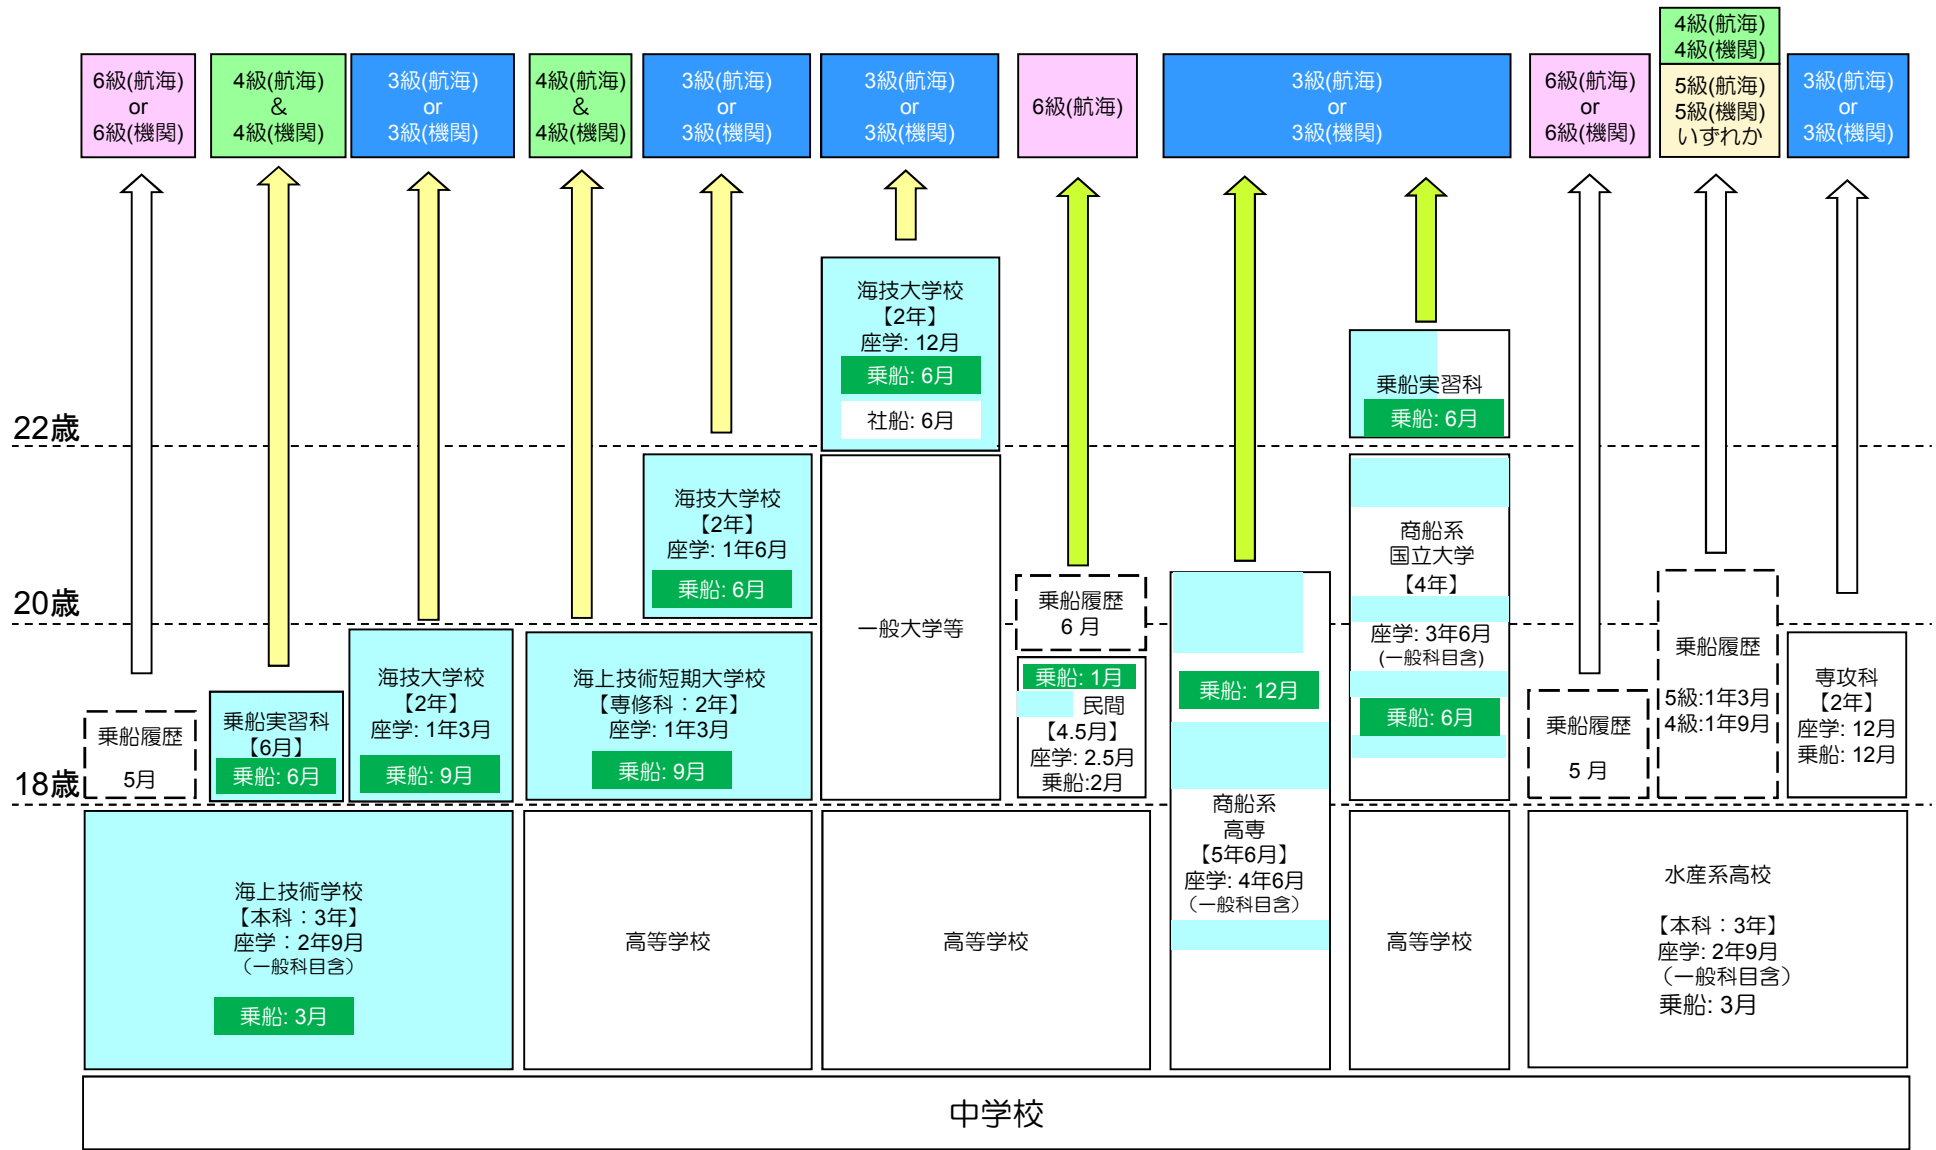 6級(航海)
or
6級(機関)
4級(航海)
&
4級(機関)
3級(航海)
or
3級(機関)
4級(航海)
&
4級(機関)
3級(航海)
or
3級(機関)
3級(航海)
or
3級(機関)
6級(航海)
3級(航海)
or
3級(機関)
6級(航海)
or
6級(機関)
4級(航海)
4級(機関)
5級(航海)
5級(機関)
いずれか
3級(航海)
or
3級(機関)
海技大学校
【2年】
座学: 12月
乗船: 6月
社船: 6月
乗船実習科
乗船: 6月
22歳
海技大学校
【2年】
座学: 1年6月
乗船: 6月
一般大学等
乗船履歴
6 月
乗船: 1月
民間
【4.5月】
座学: 2.5月
乗船:2月
商船系
国立大学
【4年】
座学: 3年6月
(一般科目含)
乗船: 6月
20歳
乗船履歴
5月
乗船実習科
【6月】
乗船: 6月
海技大学校
【2年】
座学: 1年3月
乗船: 9月
海上技術短期大学校
【専修科：2年】
座学: 1年3月
乗船: 9月
乗船: 12月
商船系
高専
【5年6月】
座学: 4年6月
（一般科目含）
乗船履歴
5 月
乗船履歴
5級:1年3月
4級:1年9月
専攻科
【2年】
座学: 12月
乗船: 12月
18歳
海上技術学校
【本科：3年】
座学：2年9月
（一般科目含）
乗船: 3月
高等学校
高等学校
高等学校
水産系高校
【本科：3年】
座学: 2年9月
（一般科目含）
乗船: 3月
中学校